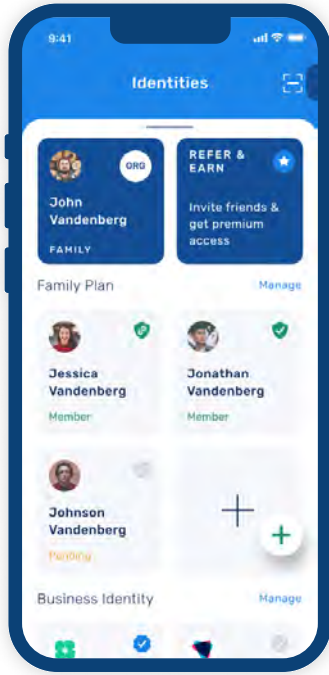 9:41
Identities
ORG
John
Vandenberg
FAMILY
REFER &
EARN
Invite friends &
get premium
access
Family Plan
Manage
Jessica
Vandenberg
Member
Jonathan
Vandenberg
Member
Johnson
Vandenberg
Pending
Business Identity
Manage